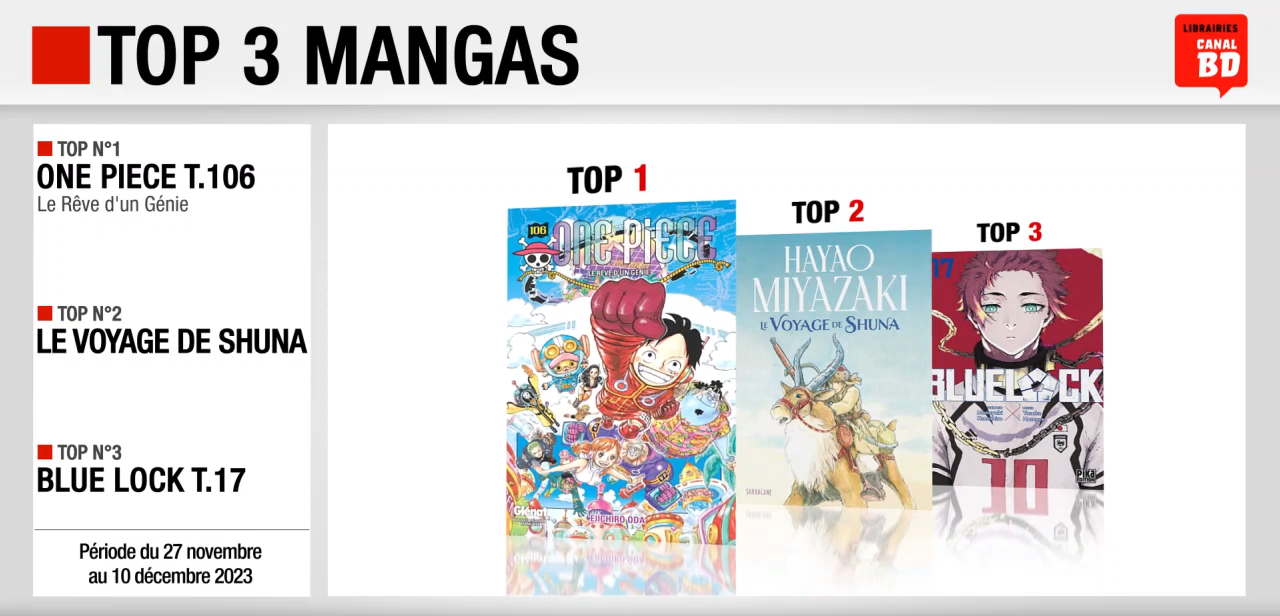 TOP 3 MANGAS
LIBRAIRIES
CANAL
BD
TOP N°1
ONE PIECE T.106
Le Rêve d'un Génie
TOP N°2
LE VOYAGE DE SHUNA
TOP N°3
BLUE LOCK T.17
Période du 27 novembre
au 10 décembre 2023
TOP 1
106
ONE PIECE
LE RÊVE D'UN GÉNIE
Glénat
EIICHIRO ODA
TOP 2
HAYAO
MIYAZAKI
LE VOYAGE DE SHUNA
SARBACANE
TOP 3
17
BLUELOCK
10
Pika
ÉDITION